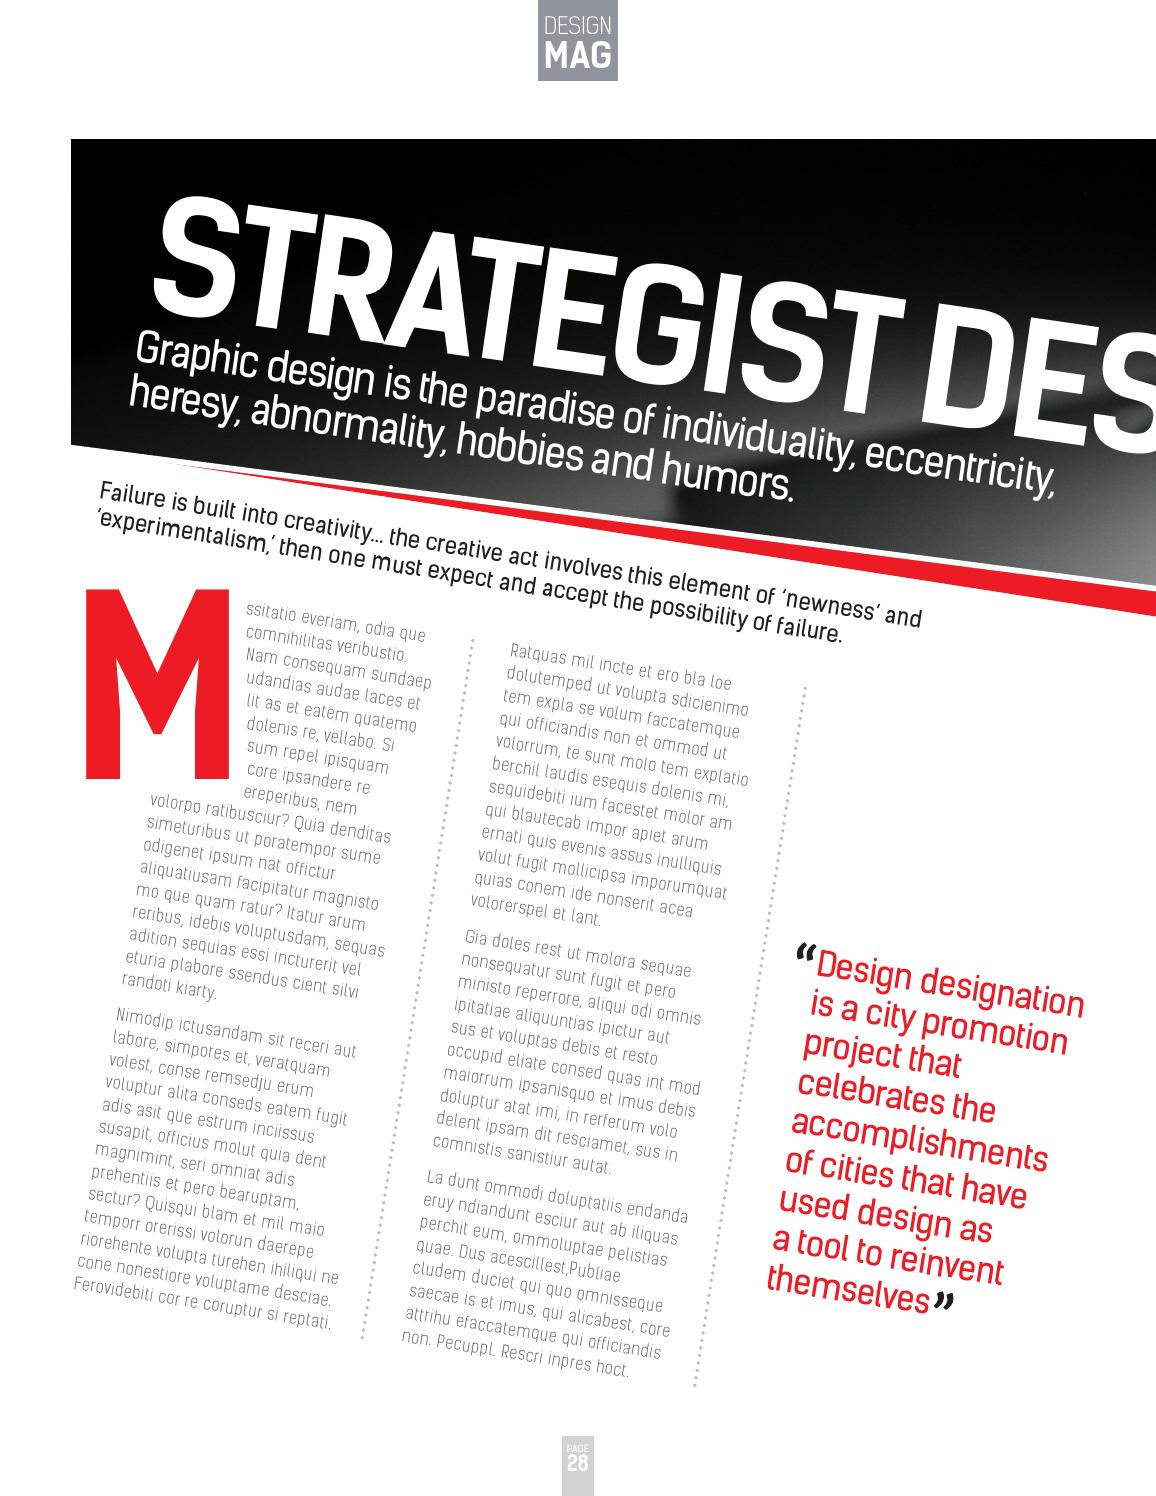 DESIGN
MAG
STRATEGIST DES
Graphic design is the paradise of individuality, eccentricity,
heresy, abnormality, hobbies and humors.
Failure is built into creativity... the creative act involves this element of ‘newness’ and
‘experimentalism,’ then one must expect and accept the possibility of failure.
M
ssitatio everiam, odia que
comnihilitas veribustio.
Nam consequam sundaep
udandias audae laces et
lit as et eatem quatemo
dolenis re, vellabo. Si
sum repel ipisquam
core ipsandere re
ereperibus, nem
volorpo ratibusciur? Quia denditas
simeturibus ut poratempor sume
odigenet ipsum nat offictur
aliquatiusam facipitatur magnisto
mo que quam ratur? Itatur arum
reribus, idebis voluptusdam, sequas
adition sequias essi incturerit vel
eturia plabore ssendus cient silvi
randoti kiarty.
Nimodip ictusandam sit receri aut
labore, simpores et, veratquam
volest, conse remsedju erum
voluptur alita conseds eatem fugit
adis asit que estrum inciissus
susapit, officius molut quia dent
magnimint, seri omniat adis
prehentiis et pero bearuptam,
sectur? Quisqui blam et mil maio
temporr orerissi volorun daerepe
riorehente volupta turehen ihiliqui ne
cone nonestiore voluptame desciae.
Ferovidebiti cor re coruptur si reptati.
Ratquas mil incte et ero bla loe
dolutemped ut volupta sdicienimo
tem expla se volum faccatemque
qui officiandis non et ommod ut
volorrum, te sunt molo tem explatio
berchil laudis esequis dolenis mi,
sequidebiti ium facestet molor am
qui blautecab impor apiet arum
ernati quis evenis assus inulliquis
volut fugit mollicipsa imporumquat
quias conem ide nonserit acea
volorerspel et lant.
Gia doles rest ut molora sequae
nonsequatur sunt fugit et pero
ministo reperrore, aliqui odi omnis
ipitatiae aliquuntias ipictur aut
sus et voluptas debis et resto
occupid eliate consed quas int mod
maiorrum ipsanisquo et imus debis
doluptur atat imi, in rerferum volo
delent ipsam dit resciamet, sus in
comnistis sanistiur autat.
La dunt ommodi doluptatiis endanda
eruy ndiandunt esciur aut ab iliquas
perchit eum, ommoluptae pelistias
quae. Dus acescillest,Publiae
cludem duciet qui quo omnisseque
saecae is et imus, qui alicabest, core
attrihu efaccatemque qui officiandis
non. Pecuppl. Rescri inpres hoct.
“Design designation
is a city promotion
project that
celebrates the
accomplishments
of cities that have
used design as
a tool to reinvent
themselves”
PAGE
28